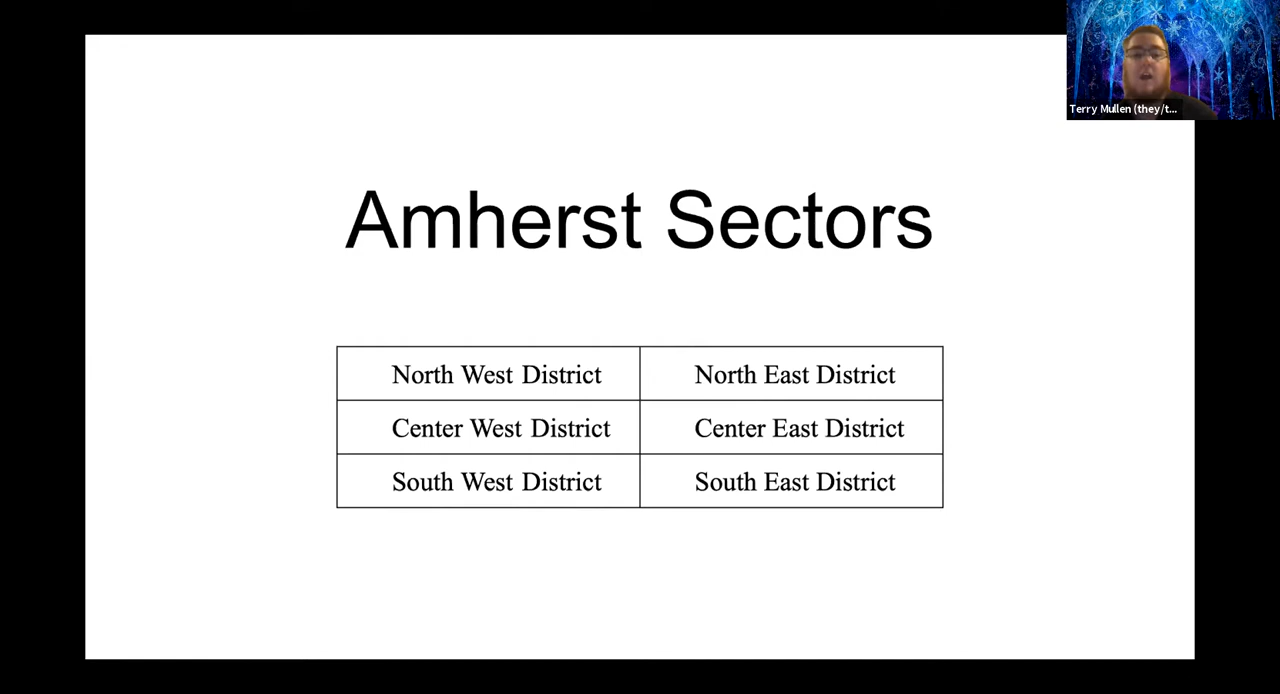 Terry Mullen (they/t...
Amherst Sectors
North West District North East District
Center West District Center East District
South West District South East District